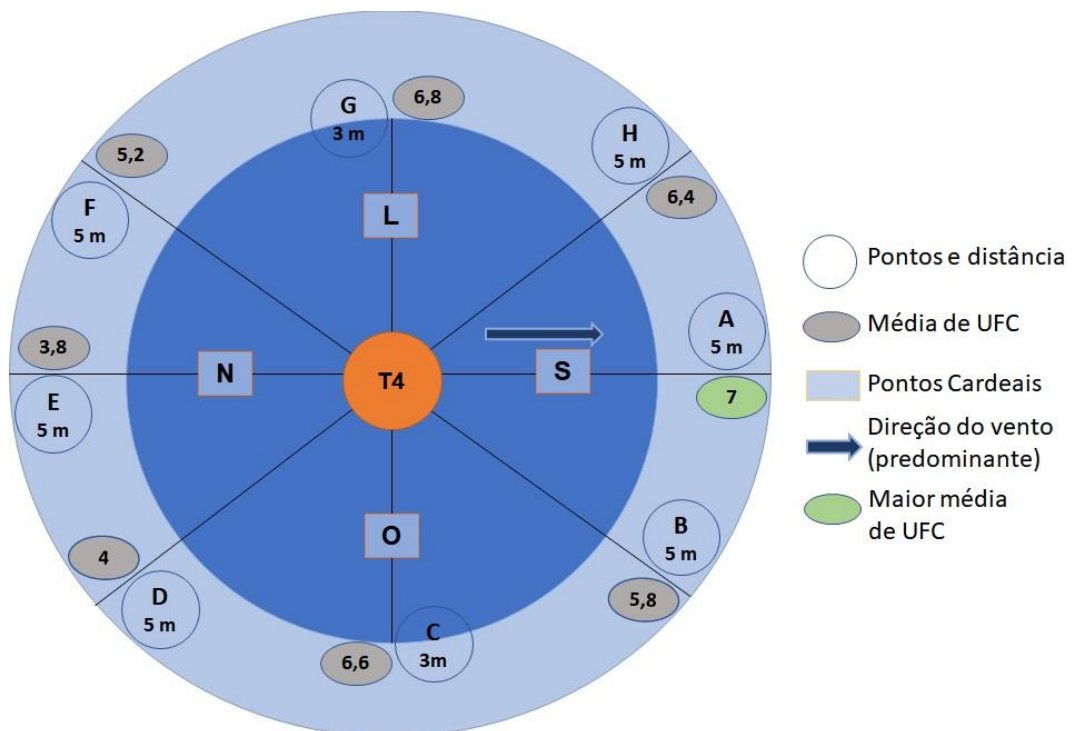 G
3 m
6,8
H
5 m
5,2
6,4
F
5 m
L
Pontos e distância
A
5 m
3,8
Média de UFC
N
T4
S
7
Pontos Cardeais
E
5 m
Direção do vento
(predominante)
Maior média
de UFC
O
B
5 m
4
D
5 m
5,8
C
3m
6,6